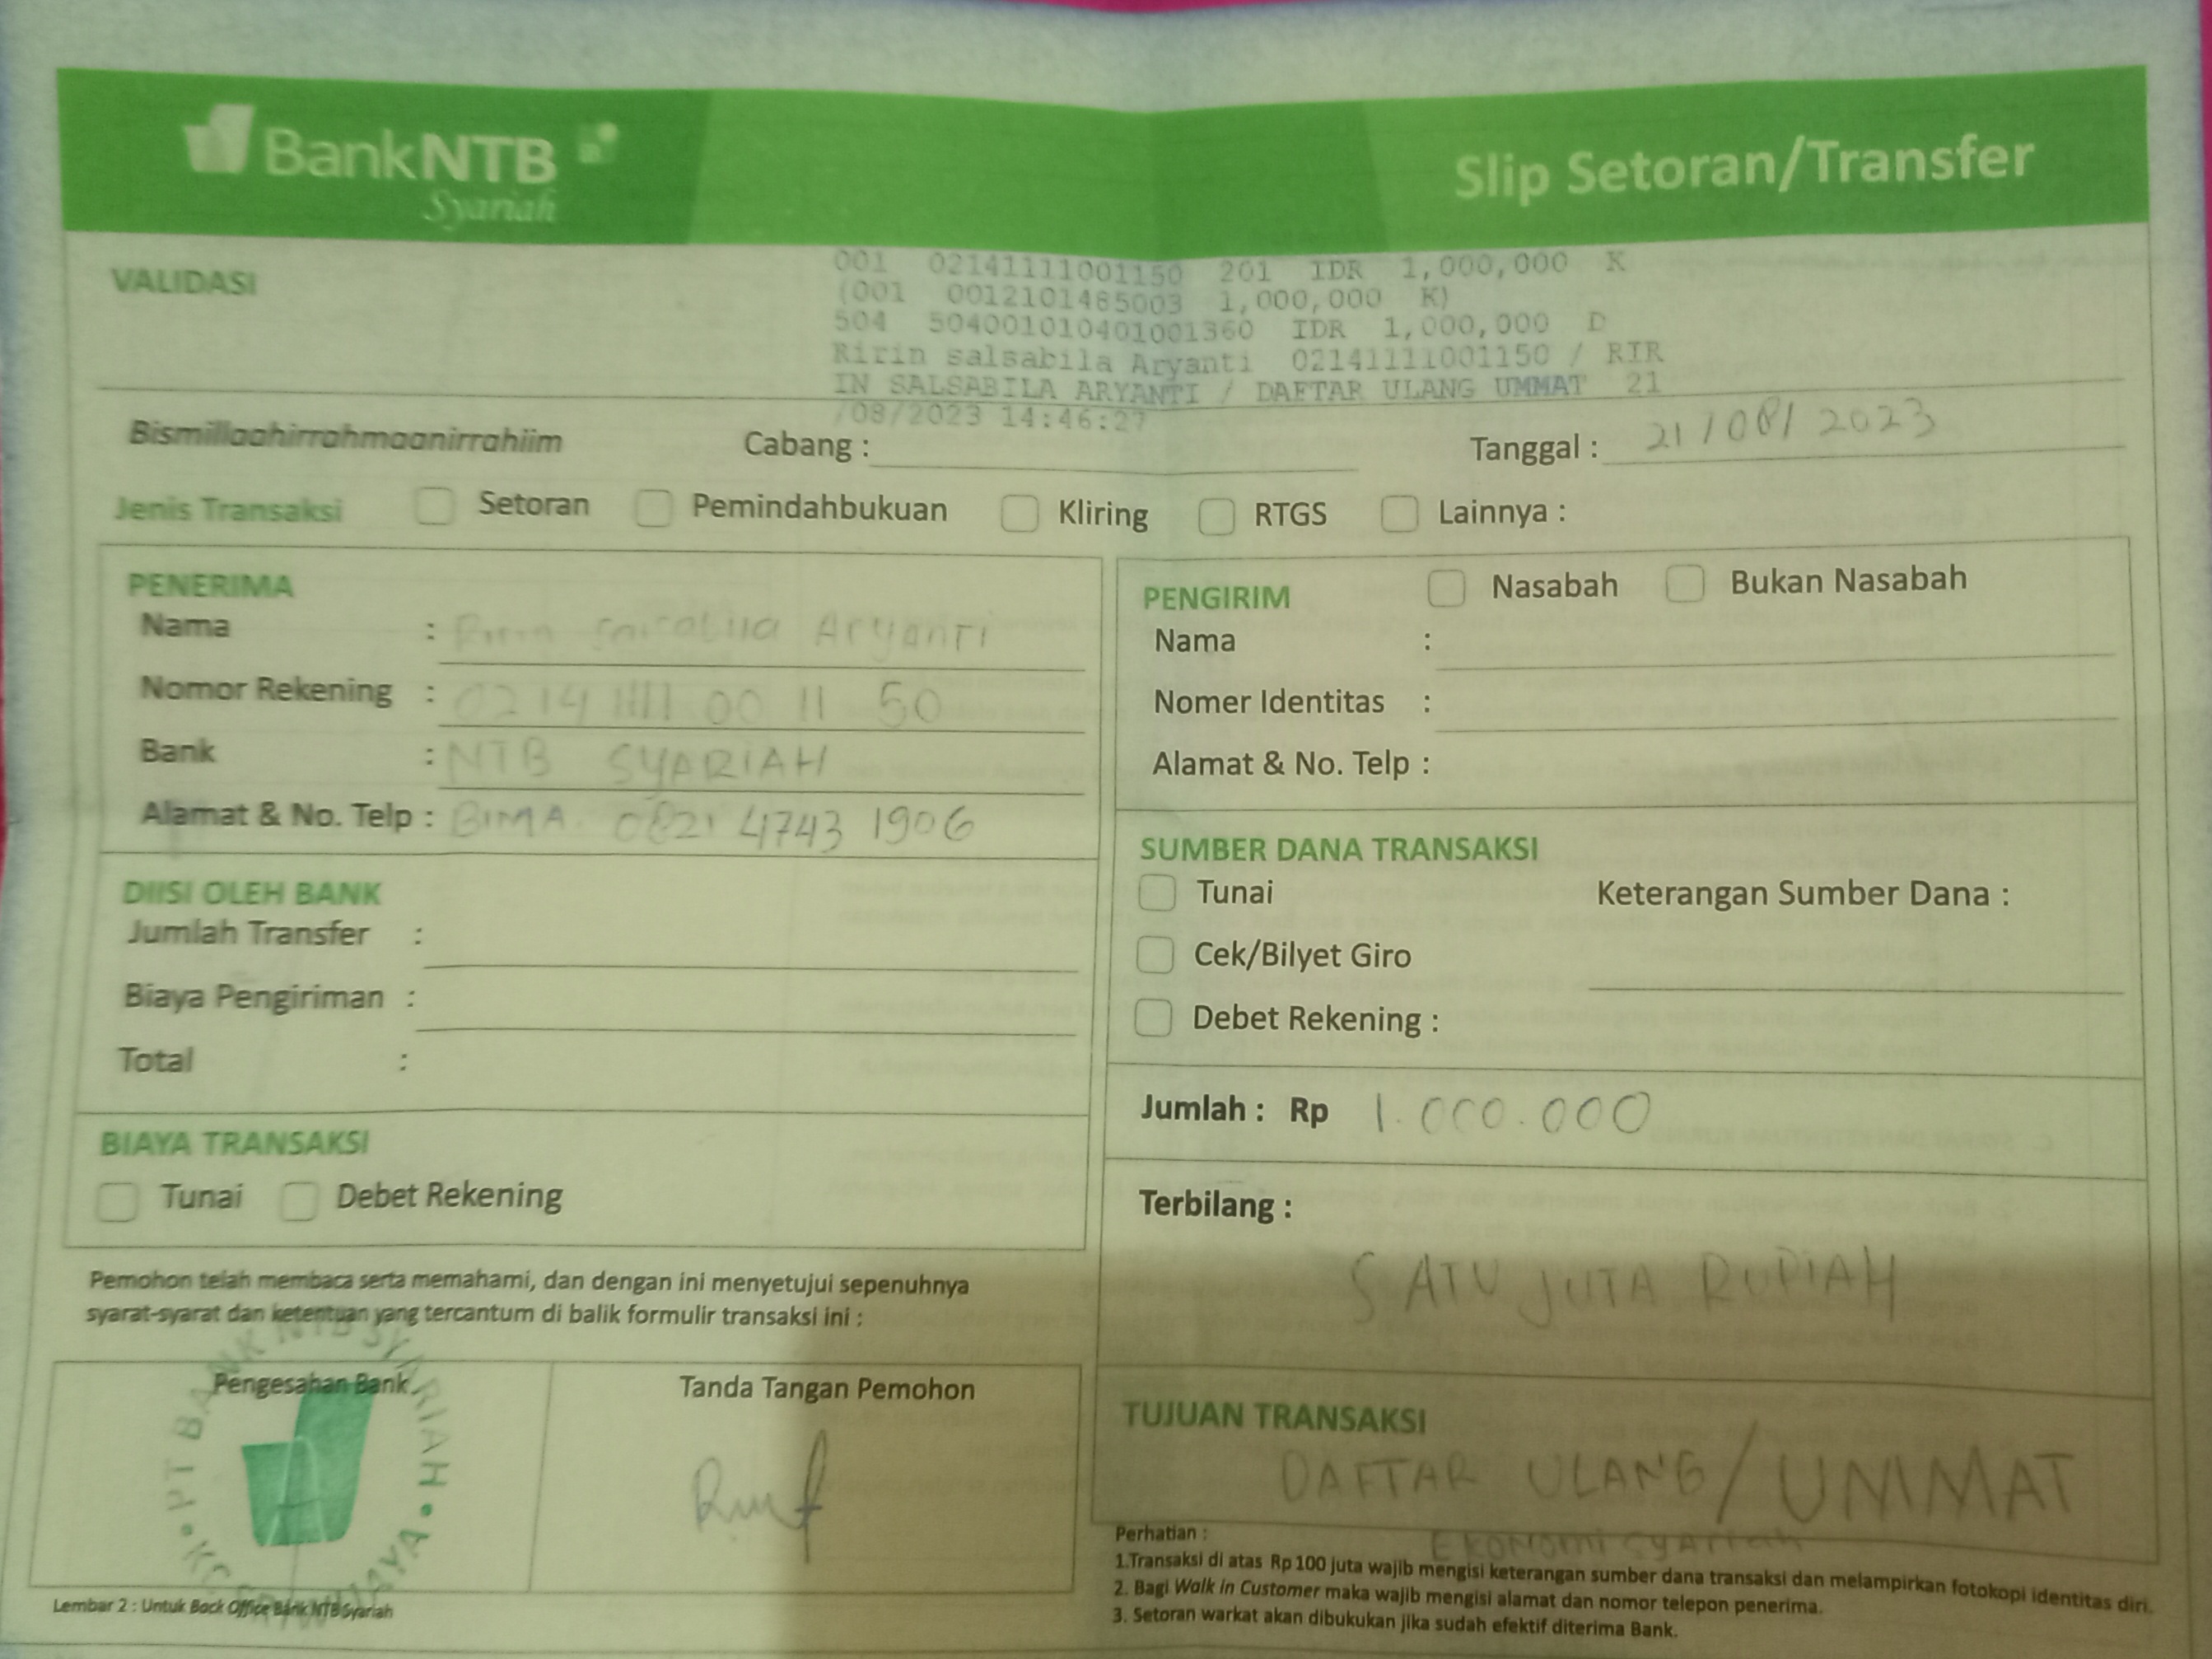 BankNTB
Syariah
Slip Setoran/Transfer
VALIDASI
001 02141111001150 201 IDR 1,000,000 K
(001 0012101485003 1,000,000 K)
504 504001010401001360 IDR 1,000,000 D
Ririn salsabila Aryanti 02141111001150 / RIR
IN SALSABILA ARYANTI / DAFTAR ULANG UMMAT 21
/08/2023 14:46:27
Bismillaahirrahmaanirrahiim Cabang : Tanggal : 21/08/2023
Jenis Transaksi Setoran Pemindahbukuan Kliring RTGS Lainnya :
PENERIMA
Nama : Ririn Salsabila Aryanti
Nomor Rekening : 0214 1111 00 11 50
Bank : NTB SYARIAH
Alamat & No. Telp : BIMA. 0821 4743 1906
DIISI OLEH BANK
Jumlah Transfer :
Biaya Pengiriman :
Total :
BIAYA TRANSAKSI
Tunai Debet Rekening
Pemohon telah membaca serta memahami, dan dengan ini menyetujui sepenuhnya
syarat-syarat dan ketentuan yang tercantum di balik formulir transaksi ini :
Pengesahan Bank
PT BANK NTB SYARIAH • KC
Tanda Tangan Pemohon
Lembar 2 : Untuk Back Office Bank NTB Syariah
PENGIRIM Nasabah Bukan Nasabah
Nama :
Nomer Identitas :
Alamat & No. Telp :
SUMBER DANA TRANSAKSI
Tunai Keterangan Sumber Dana :
Cek/Bilyet Giro
Debet Rekening :
Jumlah : Rp 1.000.000
Terbilang :
SATU JUTA RUPIAH
TUJUAN TRANSAKSI
DAFTAR ULANG/UMMAT
EKONOMI SYARIAH
Perhatian :
1.Transaksi di atas Rp 100 juta wajib mengisi keterangan sumber dana transaksi dan melampirkan fotokopi identitas diri.
2. Bagi Walk in Customer maka wajib mengisi alamat dan nomor telepon penerima.
3. Setoran warkat akan dibukukan jika sudah efektif diterima Bank.